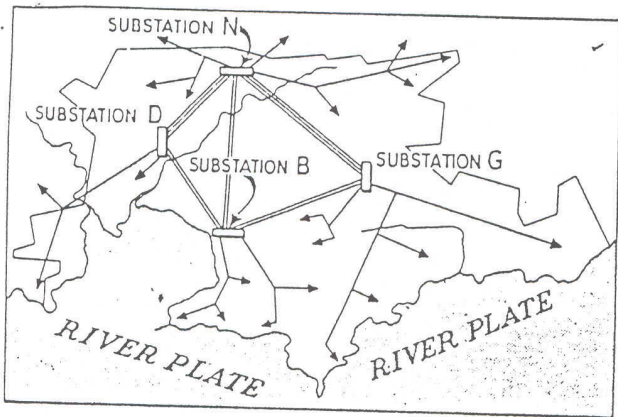 SUBSTATION N
SUBSTATION D
SUBSTATION B
SUBSTATION G
RIVER PLATE
RIVER PLATE